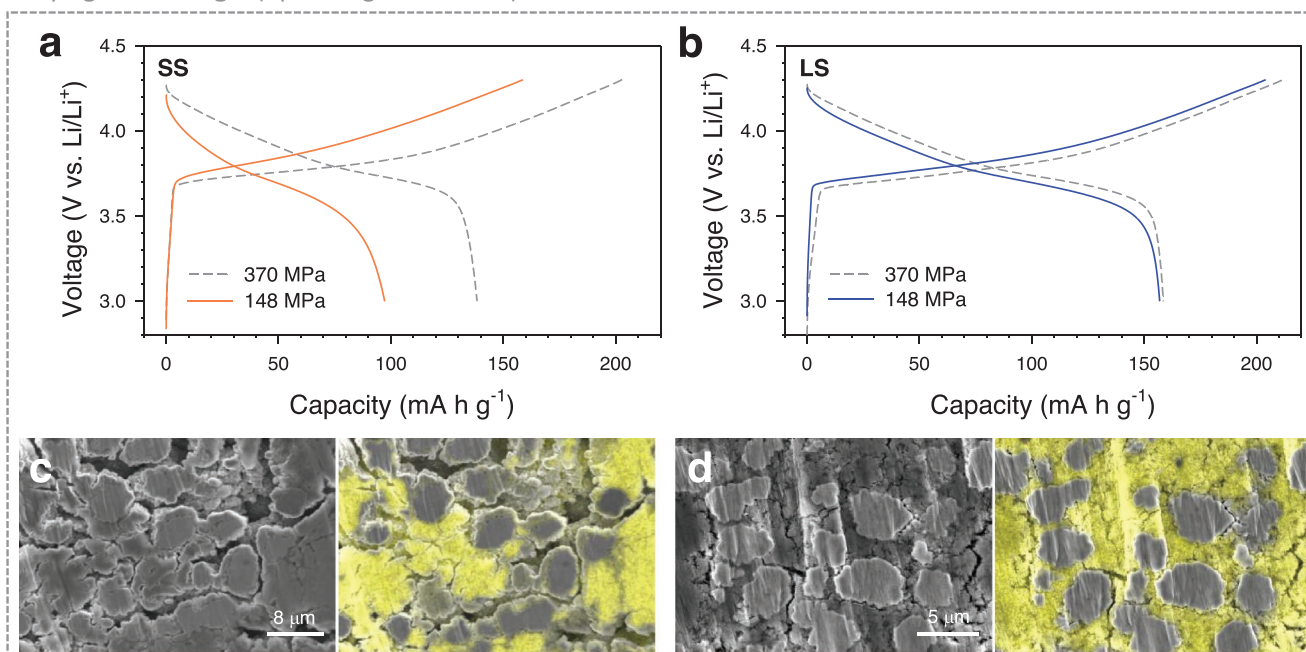 a
SS
4.5
4.0
3.5
3.0
Voltage (V vs. Li/Li⁺)
370 MPa
148 MPa
0
50
100
150
200
Capacity (mA h g⁻¹)
b
LS
4.5
4.0
3.5
3.0
Voltage (V vs. Li/Li⁺)
370 MPa
148 MPa
0
50
100
150
200
Capacity (mA h g⁻¹)
c
8 μm
d
5 μm